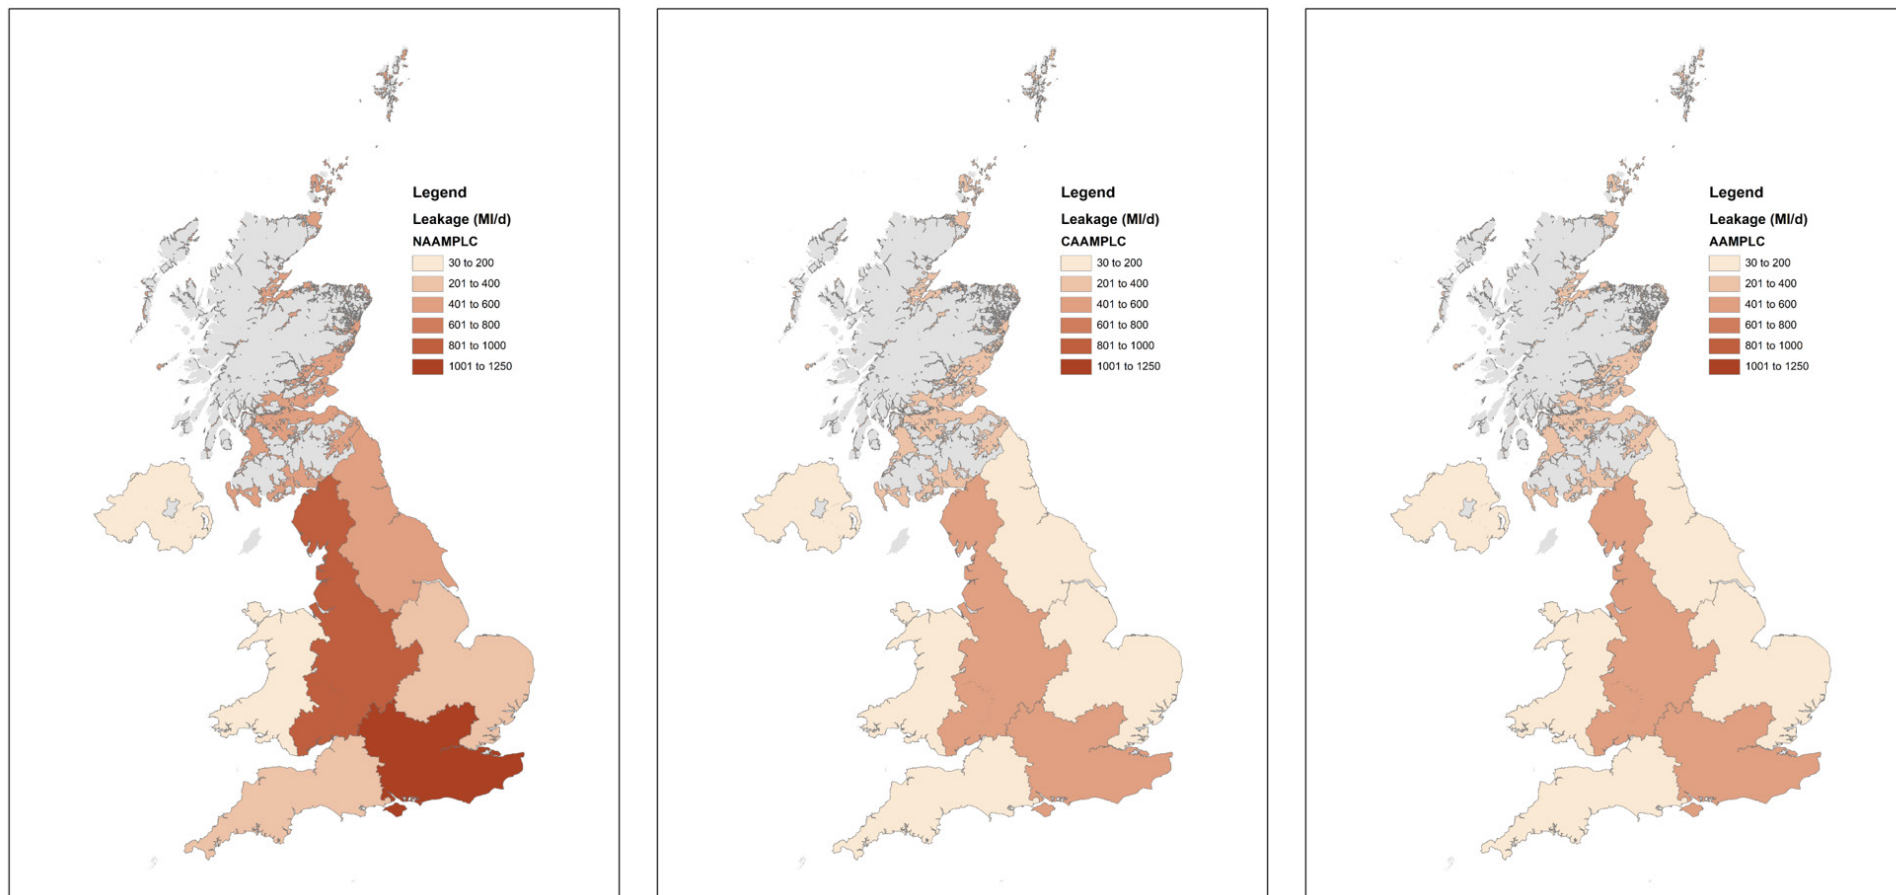 Legend
Leakage (Ml/d)
NAAMPLC
30 to 200
201 to 400
401 to 600
601 to 800
801 to 1000
1001 to 1250
Legend
Leakage (Ml/d)
CAAMPLC
30 to 200
201 to 400
401 to 600
601 to 800
801 to 1000
1001 to 1250
Legend
Leakage (Ml/d)
AAMPLC
30 to 200
201 to 400
401 to 600
601 to 800
801 to 1000
1001 to 1250